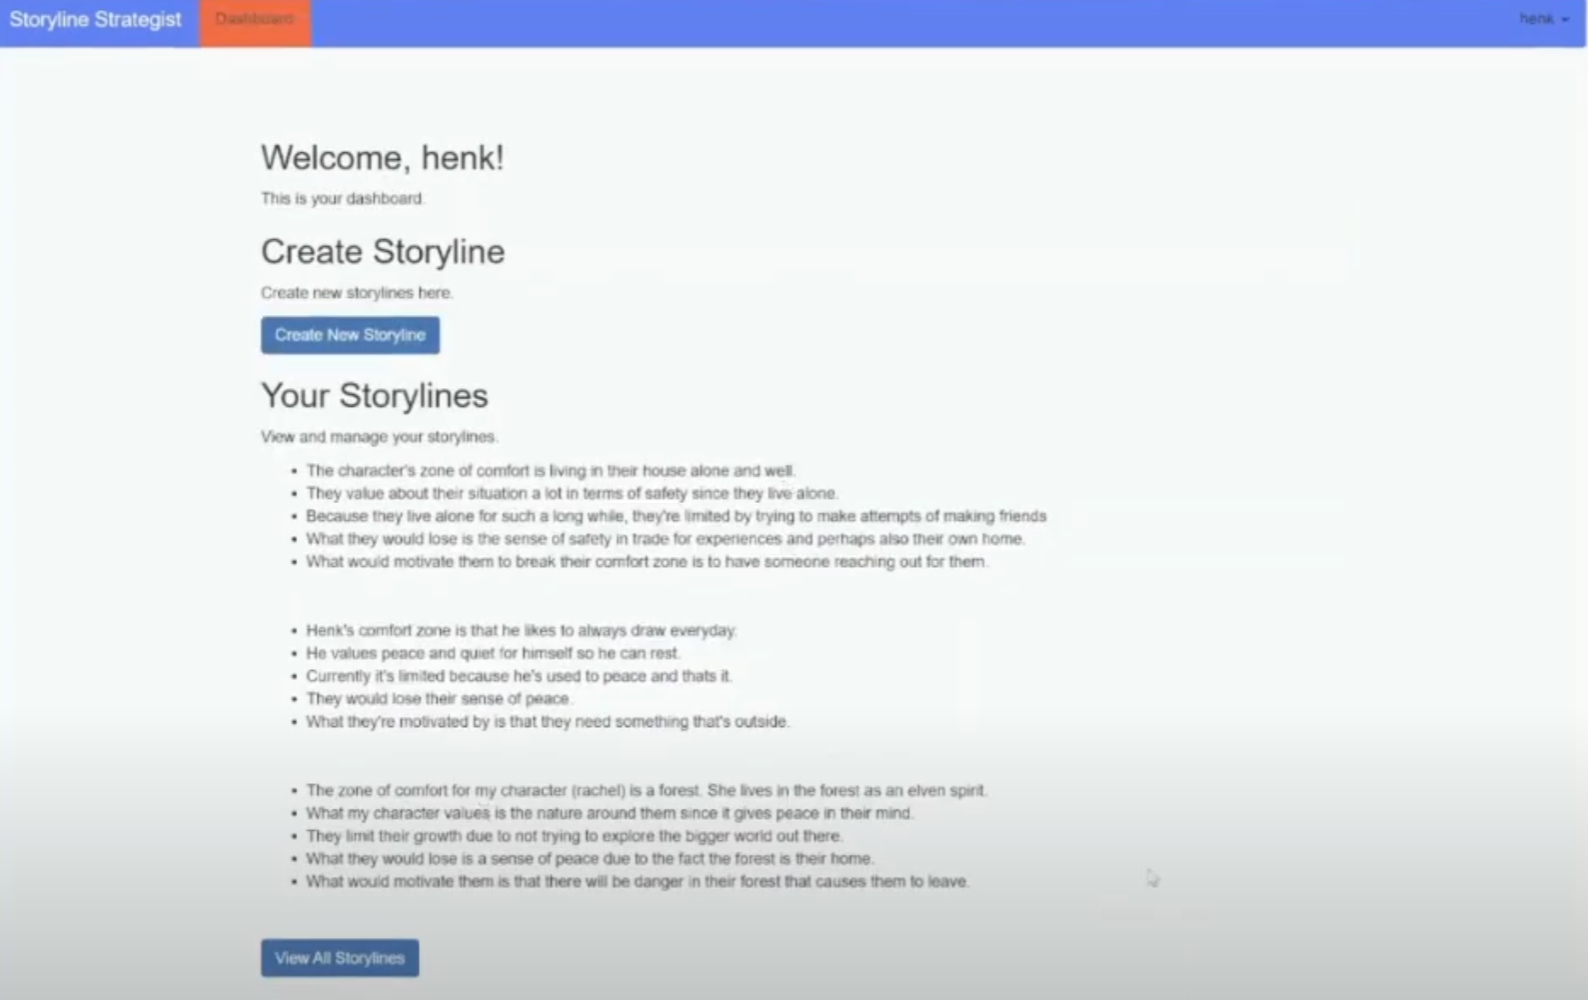 Storyline Strategist Dashboard henk
Welcome, henk!
This is your dashboard.
Create Storyline
Create new storylines here.
Create New Storyline
Your Storylines
View and manage your storylines.
• The character's zone of comfort is living in their house alone and well.
• They value about their situation a lot in terms of safety since they live alone.
• Because they live alone for such a long while, they're limited by trying to make attempts of making friends
• What they would lose is the sense of safety in trade for experiences and perhaps also their own home.
• What would motivate them to break their comfort zone is to have someone reaching out for them.
• Henk's comfort zone is that he likes to always draw everyday.
• He values peace and quiet for himself so he can rest.
• Currently it's limited because he's used to peace and thats it.
• They would lose their sense of peace.
• What they're motivated by is that they need something that's outside.
• The zone of comfort for my character (rachel) is a forest. She lives in the forest as an elven spirit.
• What my character values is the nature around them since it gives peace in their mind.
• They limit their growth due to not trying to explore the bigger world out there.
• What they would lose is a sense of peace due to the fact the forest is their home.
• What would motivate them is that there will be danger in their forest that causes them to leave.
View All Storylines